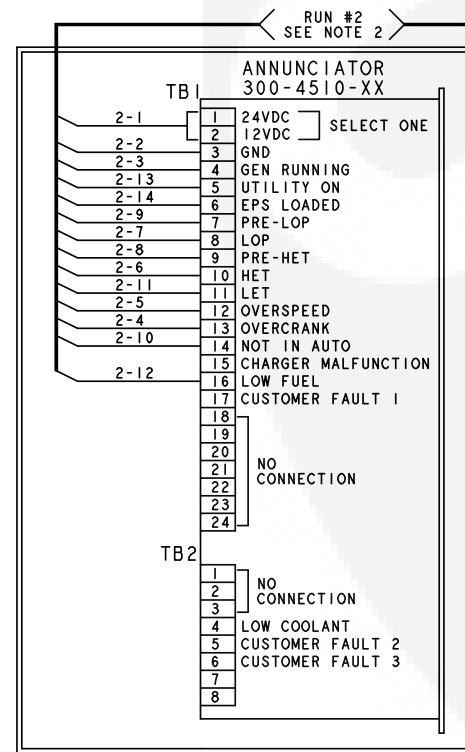 RUN #2
SEE NOTE 2
ANNUNCIATOR
300-4510-XX
TB1
2-1
1 24VDC
2 12VDC
SELECT ONE
2-2 3 GND
2-3 4 GEN RUNNING
2-13 5 UTILITY ON
2-14 6 EPS LOADED
2-9 7 PRE-LOP
2-7 8 LOP
2-8 9 PRE-HET
2-6 10 HET
2-11 11 LET
2-5 12 OVERSPEED
2-4 13 OVERCRANK
2-10 14 NOT IN AUTO
15 CHARGER MALFUNCTION
2-12 16 LOW FUEL
17 CUSTOMER FAULT 1
18
19
20
21
22
23
24
NO
CONNECTION
TB2
1
2
3
NO
CONNECTION
4 LOW COOLANT
5 CUSTOMER FAULT 2
6 CUSTOMER FAULT 3
7
8